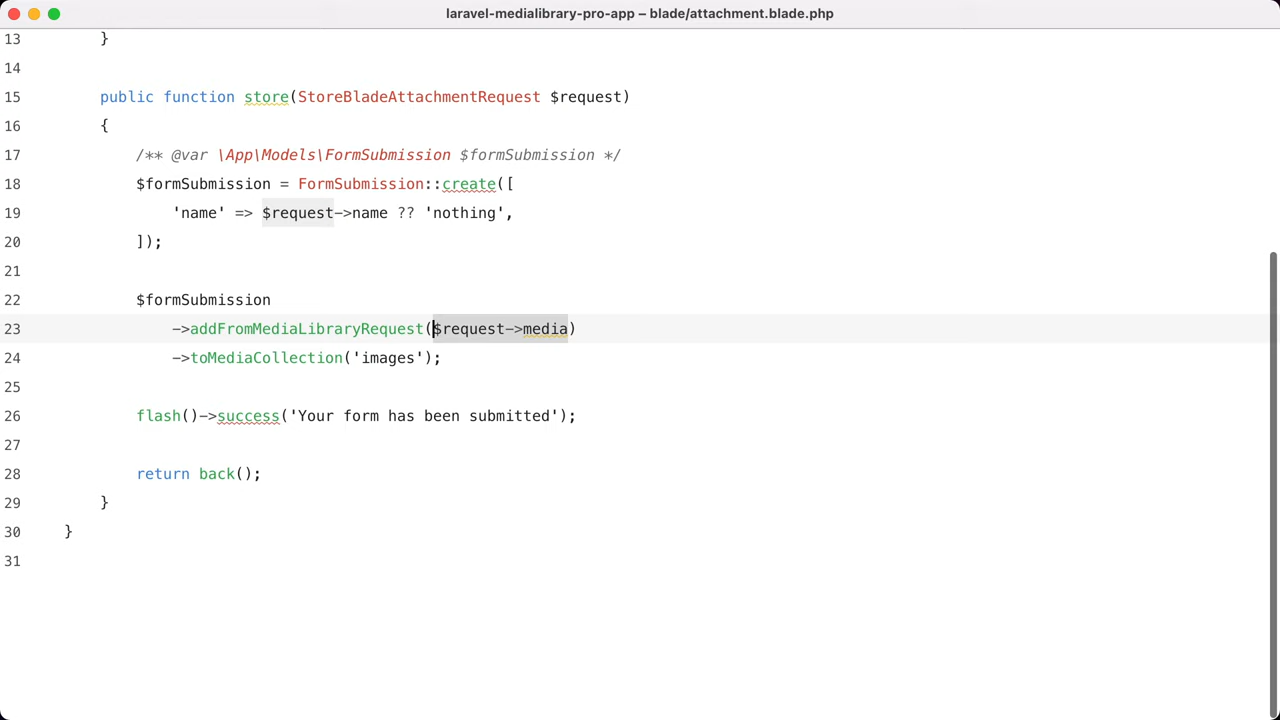 laravel-medialibrary-pro-app – blade/attachment.blade.php
13 }
14
15 public function store(StoreBladeAttachmentRequest $request)
16 {
17 /** @var \App\Models\FormSubmission $formSubmission */
18 $formSubmission = FormSubmission::create([
19 'name' => $request->name ?? 'nothing',
20 ]);
21
22 $formSubmission
23 ->addFromMediaLibraryRequest($request->media)
24 ->toMediaCollection('images');
25
26 flash()->success('Your form has been submitted');
27
28 return back();
29 }
30 }
31